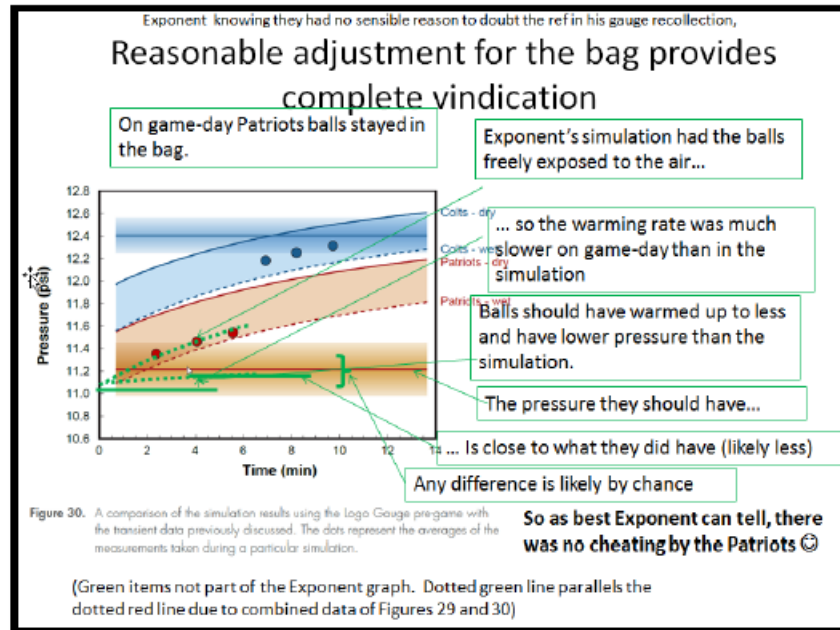 Exponent knowing they had no sensible reason to doubt the ref in his gauge recollection,
Reasonable adjustment for the bag provides
complete vindication
On game-day Patriots balls stayed in
the bag.
Exponent's simulation had the balls
freely exposed to the air...
... so the warming rate was much
slower on game-day than in the
simulation
Balls should have warmed up to less
and have lower pressure than the
simulation.
The pressure they should have...
... Is close to what they did have (likely less)
Any difference is likely by chance
Colts - dry
Colts - wet
Patriots - dry
Patriots - wet
Pressure (psi)
12.8
12.6
12.4
12.2
12.0
11.8
11.6
11.4
11.2
11.0
10.8
10.6
0 2 4 6 8 10 12 14
Time (min)
Figure 30. A comparison of the simulation results using the Logo Gauge pre-game with
the transient data previously discussed. The dots represent the averages of the
measurements taken during a particular simulation.
So as best Exponent can tell, there
was no cheating by the Patriots ☺
(Green items not part of the Exponent graph. Dotted green line parallels the
dotted red line due to combined data of Figures 29 and 30)